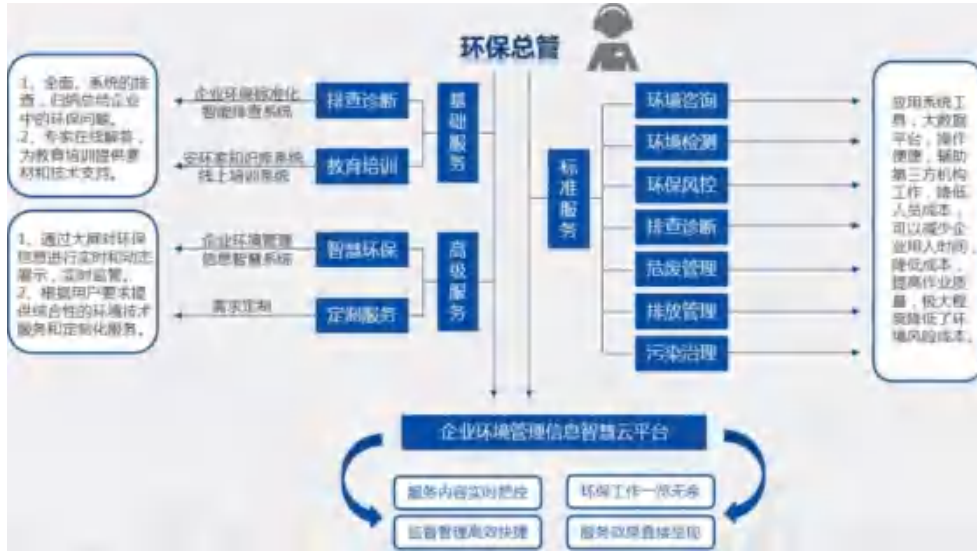 环保总管
1、全面、系统的排
查，归纳总结企业
中的环保问题。
2、专家在线解答，
为教育培训提供素
材和技术支持。
企业环境标准化
智能排查系统
排查诊断
安环家知识库系统
线上培训系统
教育培训
基础服务
1、通过大屏对环保
信息进行实时和动态
展示，实时监管。
2、根据用户要求提
供综合性的环境技术
服务和定制化服务。
企业环境管理
信息智慧系统
智慧环保
需求定制
定制服务
高级服务
标准服务
环境咨询
环境检测
环保风控
排查诊断
危废管理
排放管理
污染治理
应用系统工
具，大数据
平台，操作
便捷，辅助
第三方机构
工作，降低
人员成本，
可以减少企
业用人时间，
降低成本，
提高作业质
量，极大程
度降低了环
境风险成本。
企业环境管理信息智慧云平台
服务内容实时把控
环保工作一览无余
监督管理高效快捷
服务效果直接呈现